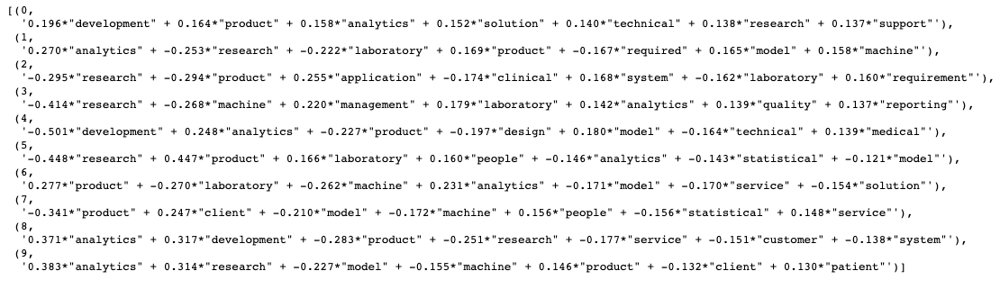 [(0,
'0.196*"development" + 0.164*"product" + 0.158*"analytics" + 0.152*"solution" + 0.140*"technical" + 0.138*"research" + 0.137*"support"'),
(1,
'0.270*"analytics" + -0.253*"research" + -0.222*"laboratory" + 0.169*"product" + -0.167*"required" + 0.165*"model" + 0.158*"machine"'),
(2,
'-0.295*"research" + -0.294*"product" + 0.255*"application" + -0.174*"clinical" + 0.168*"system" + -0.162*"laboratory" + 0.160*"requirement"'),
(3,
'-0.414*"research" + -0.268*"machine" + 0.220*"management" + 0.179*"laboratory" + 0.142*"analytics" + 0.139*"quality" + 0.137*"reporting"'),
(4,
'-0.501*"development" + 0.248*"analytics" + -0.227*"product" + -0.197*"design" + 0.180*"model" + -0.164*"technical" + 0.139*"medical"'),
(5,
'-0.448*"research" + 0.447*"product" + 0.166*"laboratory" + 0.160*"people" + -0.146*"analytics" + -0.143*"statistical" + -0.121*"model"'),
(6,
'0.277*"product" + -0.270*"laboratory" + -0.262*"machine" + 0.231*"analytics" + -0.171*"model" + -0.170*"service" + -0.154*"solution"'),
(7,
'-0.341*"product" + 0.247*"client" + -0.210*"model" + -0.172*"machine" + 0.156*"people" + -0.156*"statistical" + 0.148*"service"'),
(8,
'0.371*"analytics" + 0.317*"development" + -0.283*"product" + -0.251*"research" + -0.177*"service" + -0.151*"customer" + -0.138*"system"'),
(9,
'0.383*"analytics" + 0.314*"research" + -0.227*"model" + -0.155*"machine" + 0.146*"product" + -0.132*"client" + 0.130*"patient"')]